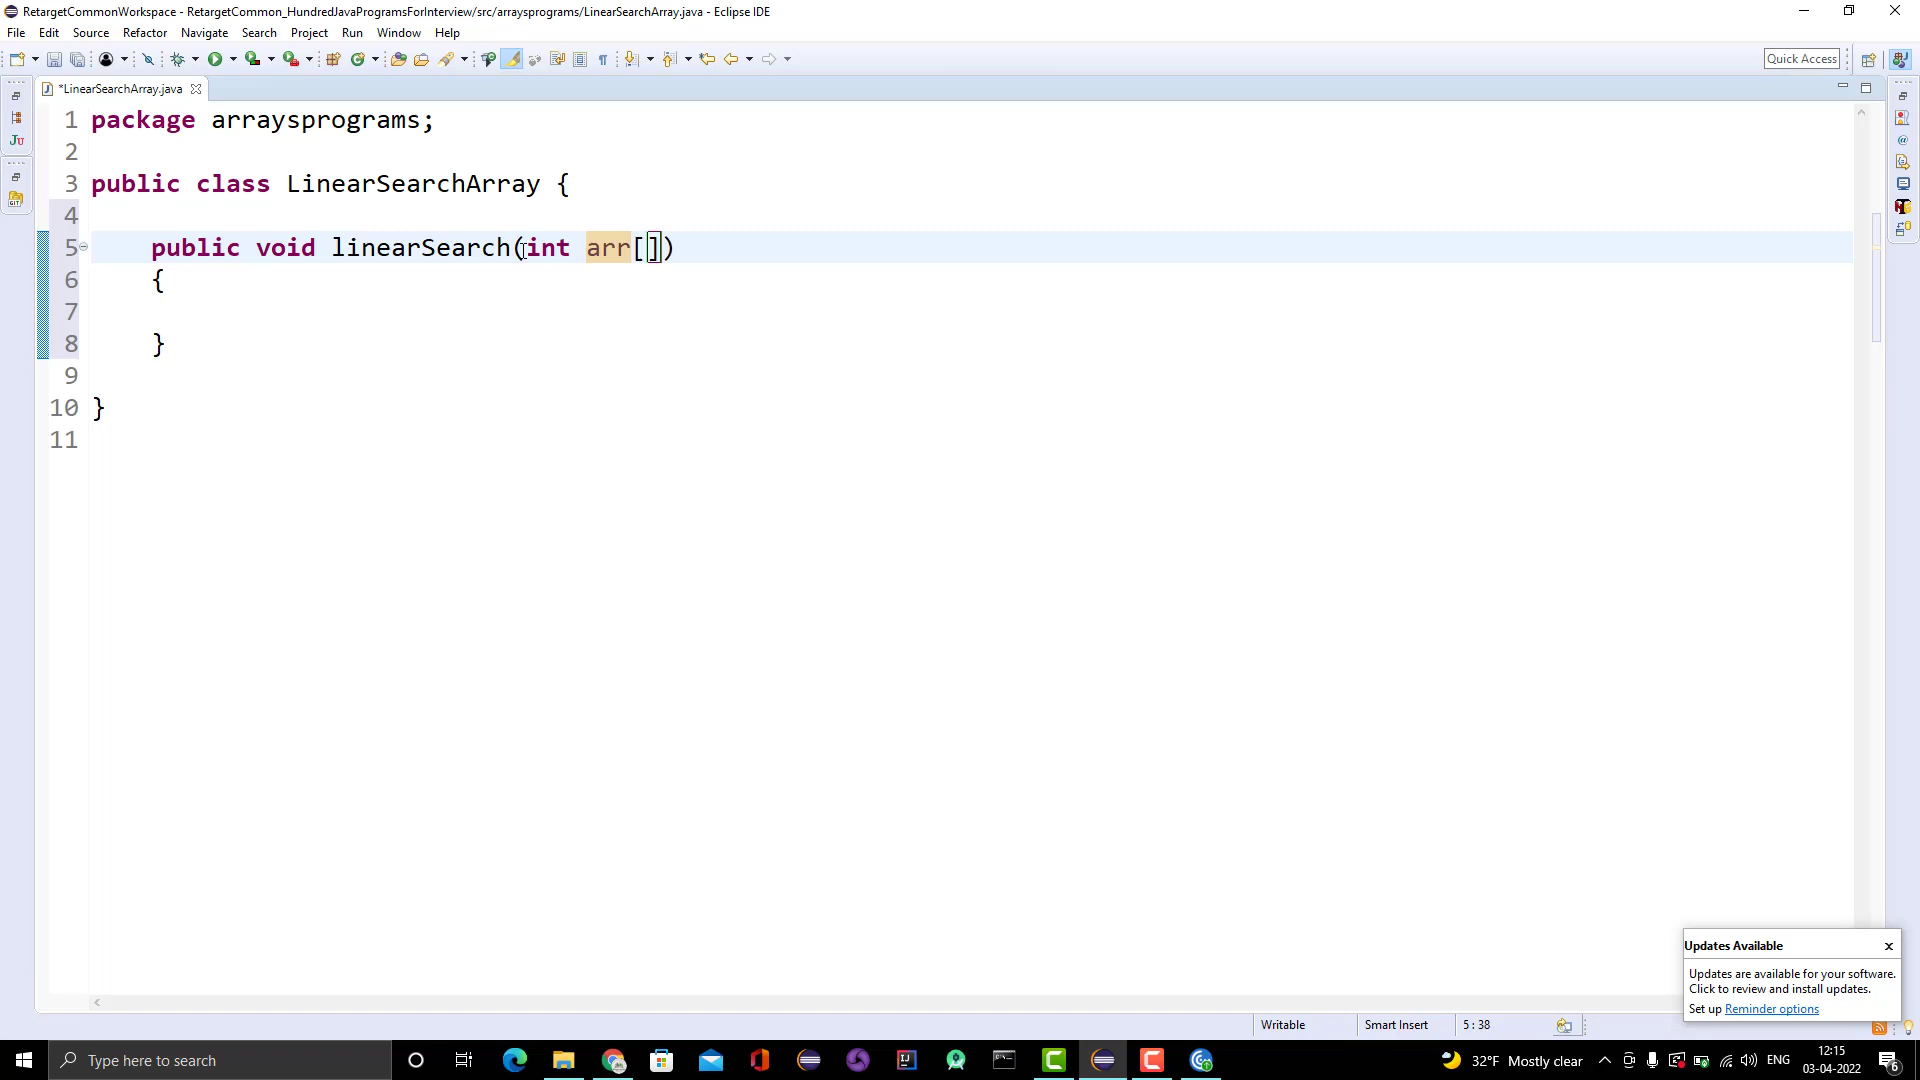 RetargetCommonWorkspace - RetargetCommon_HundredJavaProgramsForInterview/src/arraysprograms/LinearSearchArray.java - Eclipse IDE
File Edit Source Refactor Navigate Search Project Run Window Help
Quick Access
*LinearSearchArray.java
1 package arraysprograms;
2
3 public class LinearSearchArray {
4
5 public void linearSearch(int arr[])
6 {
7
8 }
9
10 }
11
Updates Available
Updates are available for your software.
Click to review and install updates.
Set up Reminder options
Writable Smart Insert 5 : 38
Type here to search
32°F Mostly clear ENG 12:15
03-04-2022
6